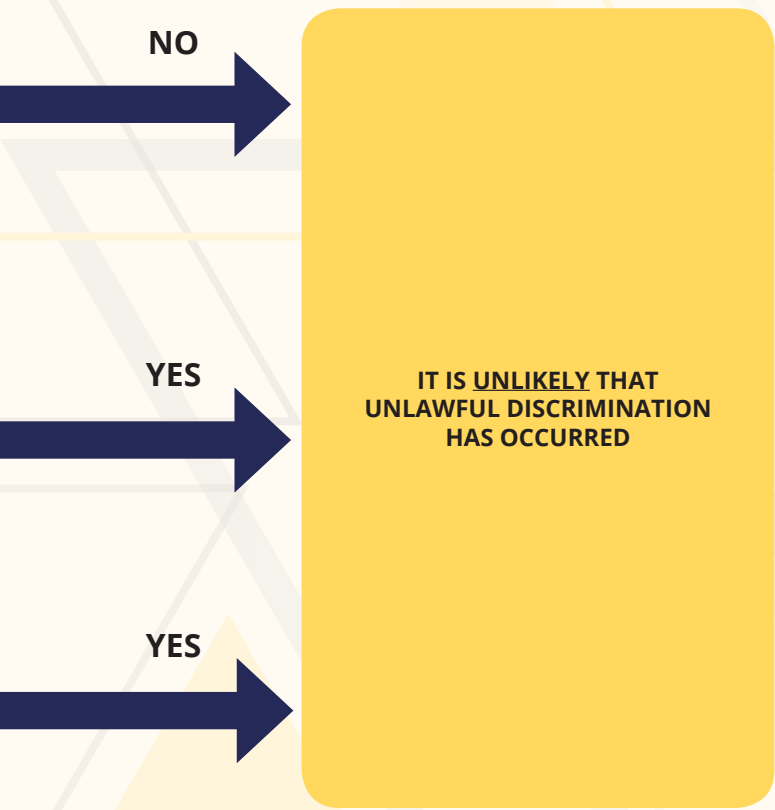 NO
YES
IT IS UNLIKELY THAT
UNLAWFUL DISCRIMINATION
HAS OCCURRED
YES